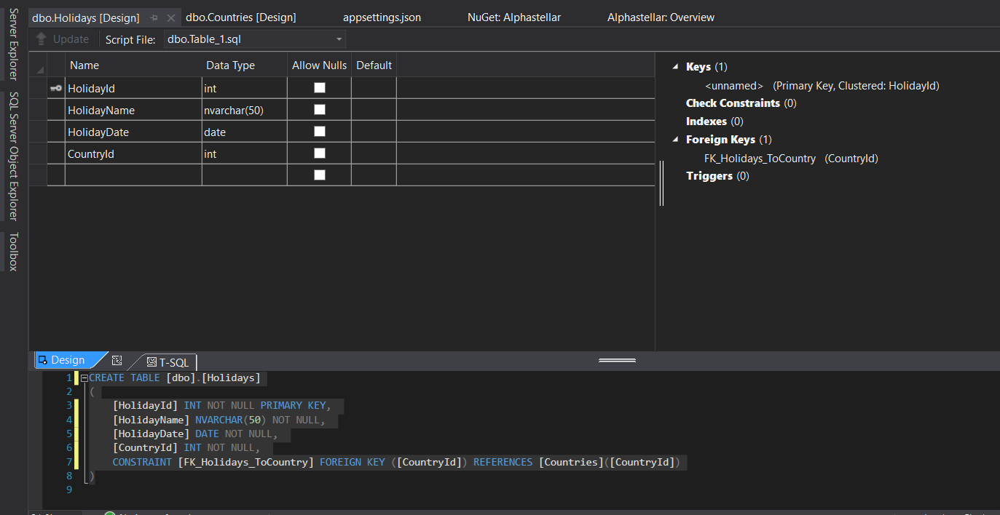 Server Explorer
SQL Server Object Explorer
Toolbox
dbo.Holidays [Design] dbo.Countries [Design] appsettings.json NuGet: Alphastellar Alphastellar: Overview
Update Script File: dbo.Table_1.sql
Name Data Type Allow Nulls Default
HolidayId int
HolidayName nvarchar(50)
HolidayDate date
CountryId int
Keys (1)
<unnamed> (Primary Key, Clustered: HolidayId)
Check Constraints (0)
Indexes (0)
Foreign Keys (1)
FK_Holidays_ToCountry (CountryId)
Triggers (0)
Design T-SQL
1 CREATE TABLE [dbo].[Holidays]
2 (
3 [HolidayId] INT NOT NULL PRIMARY KEY,
4 [HolidayName] NVARCHAR(50) NOT NULL,
5 [HolidayDate] DATE NOT NULL,
6 [CountryId] INT NOT NULL,
7 CONSTRAINT [FK_Holidays_ToCountry] FOREIGN KEY ([CountryId]) REFERENCES [Countries]([CountryId])
8 )
9